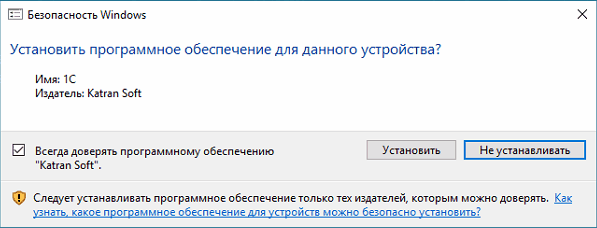 Безопасность Windows
Установить программное обеспечение для данного устройства?
Имя: 1C
Издатель: Katran Soft
Всегда доверять программному обеспечению
"Katran Soft".
Установить
Не устанавливать
Следует устанавливать программное обеспечение только тех издателей, которым можно доверять. Как
узнать, какое программное обеспечение для устройств можно безопасно установить?